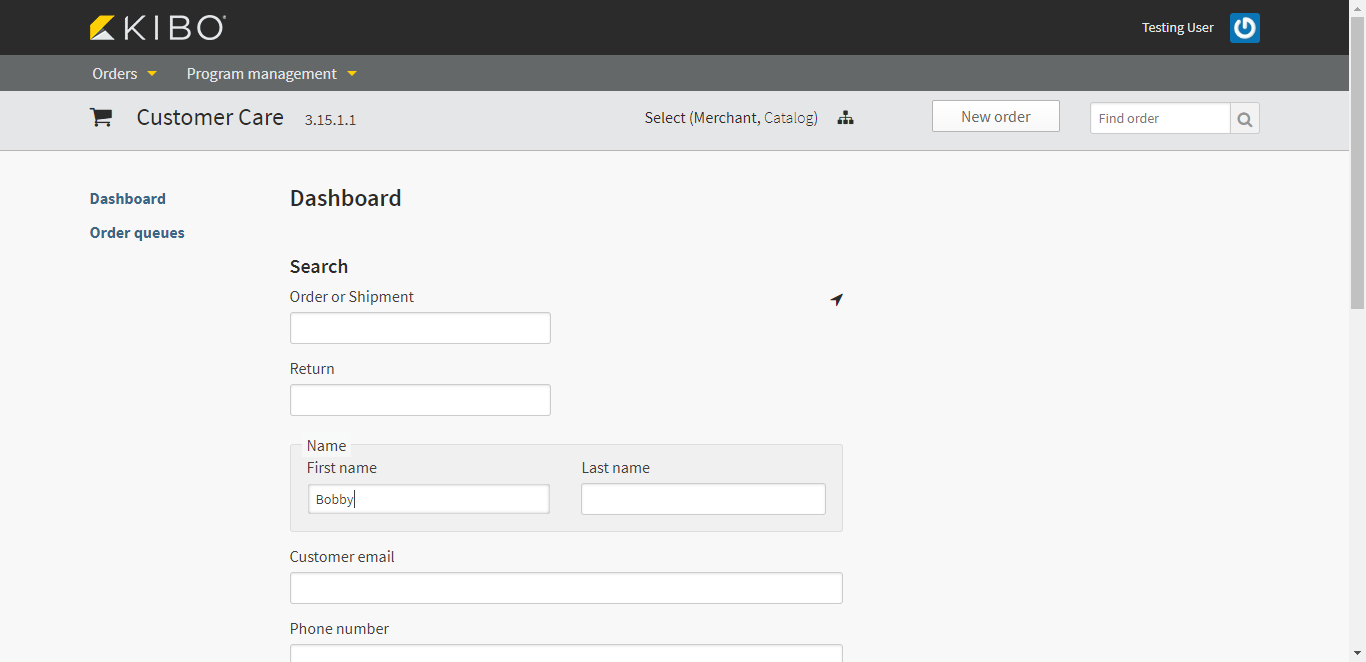 KIBO
Testing User
Orders Program management
Customer Care 3.15.1.1 Select (Merchant, Catalog) New order Find order
Dashboard
Order queues
Dashboard
Search
Order or Shipment
Return
Name
First name Last name
Bobby
Customer email
Phone number